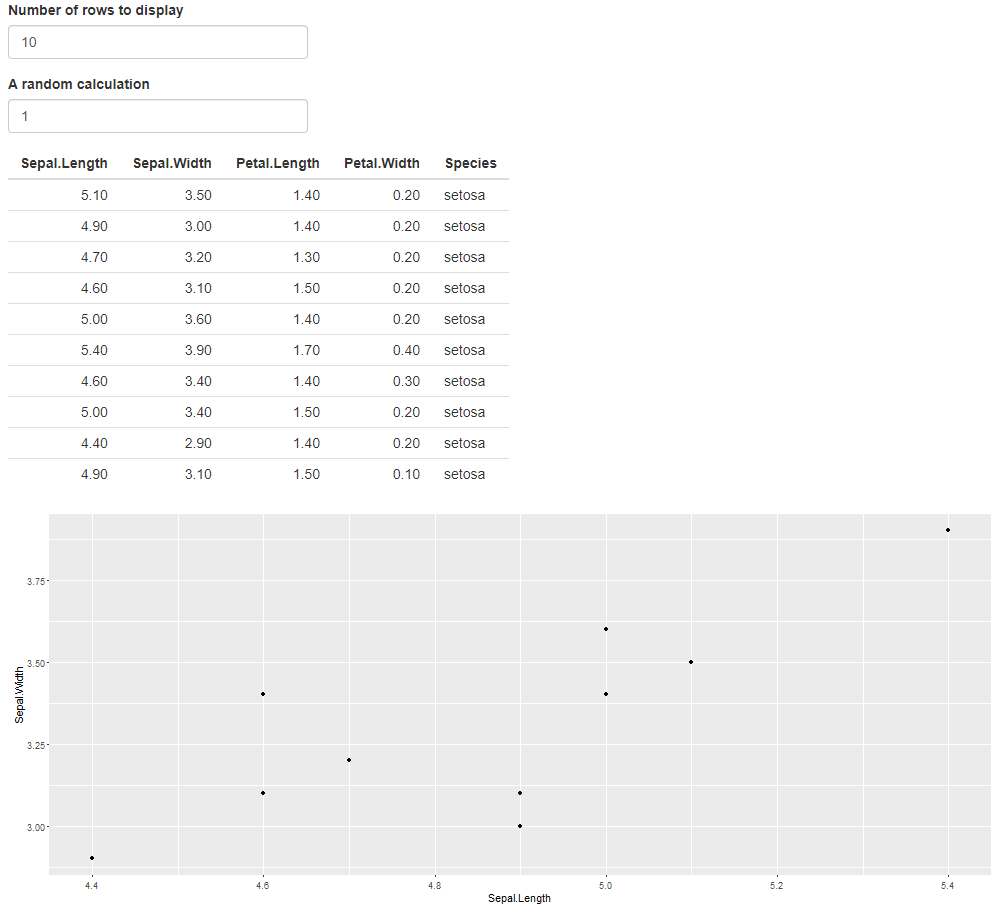 Number of rows to display
10
A random calculation
1
Sepal.Length Sepal.Width Petal.Length Petal.Width Species
5.10 3.50 1.40 0.20 setosa
4.90 3.00 1.40 0.20 setosa
4.70 3.20 1.30 0.20 setosa
4.60 3.10 1.50 0.20 setosa
5.00 3.60 1.40 0.20 setosa
5.40 3.90 1.70 0.40 setosa
4.60 3.40 1.40 0.30 setosa
5.00 3.40 1.50 0.20 setosa
4.40 2.90 1.40 0.20 setosa
4.90 3.10 1.50 0.10 setosa
3.75
3.50
3.25
3.00
Sepal.Width
4.4 4.6 4.8 5.0 5.2 5.4
Sepal.Length